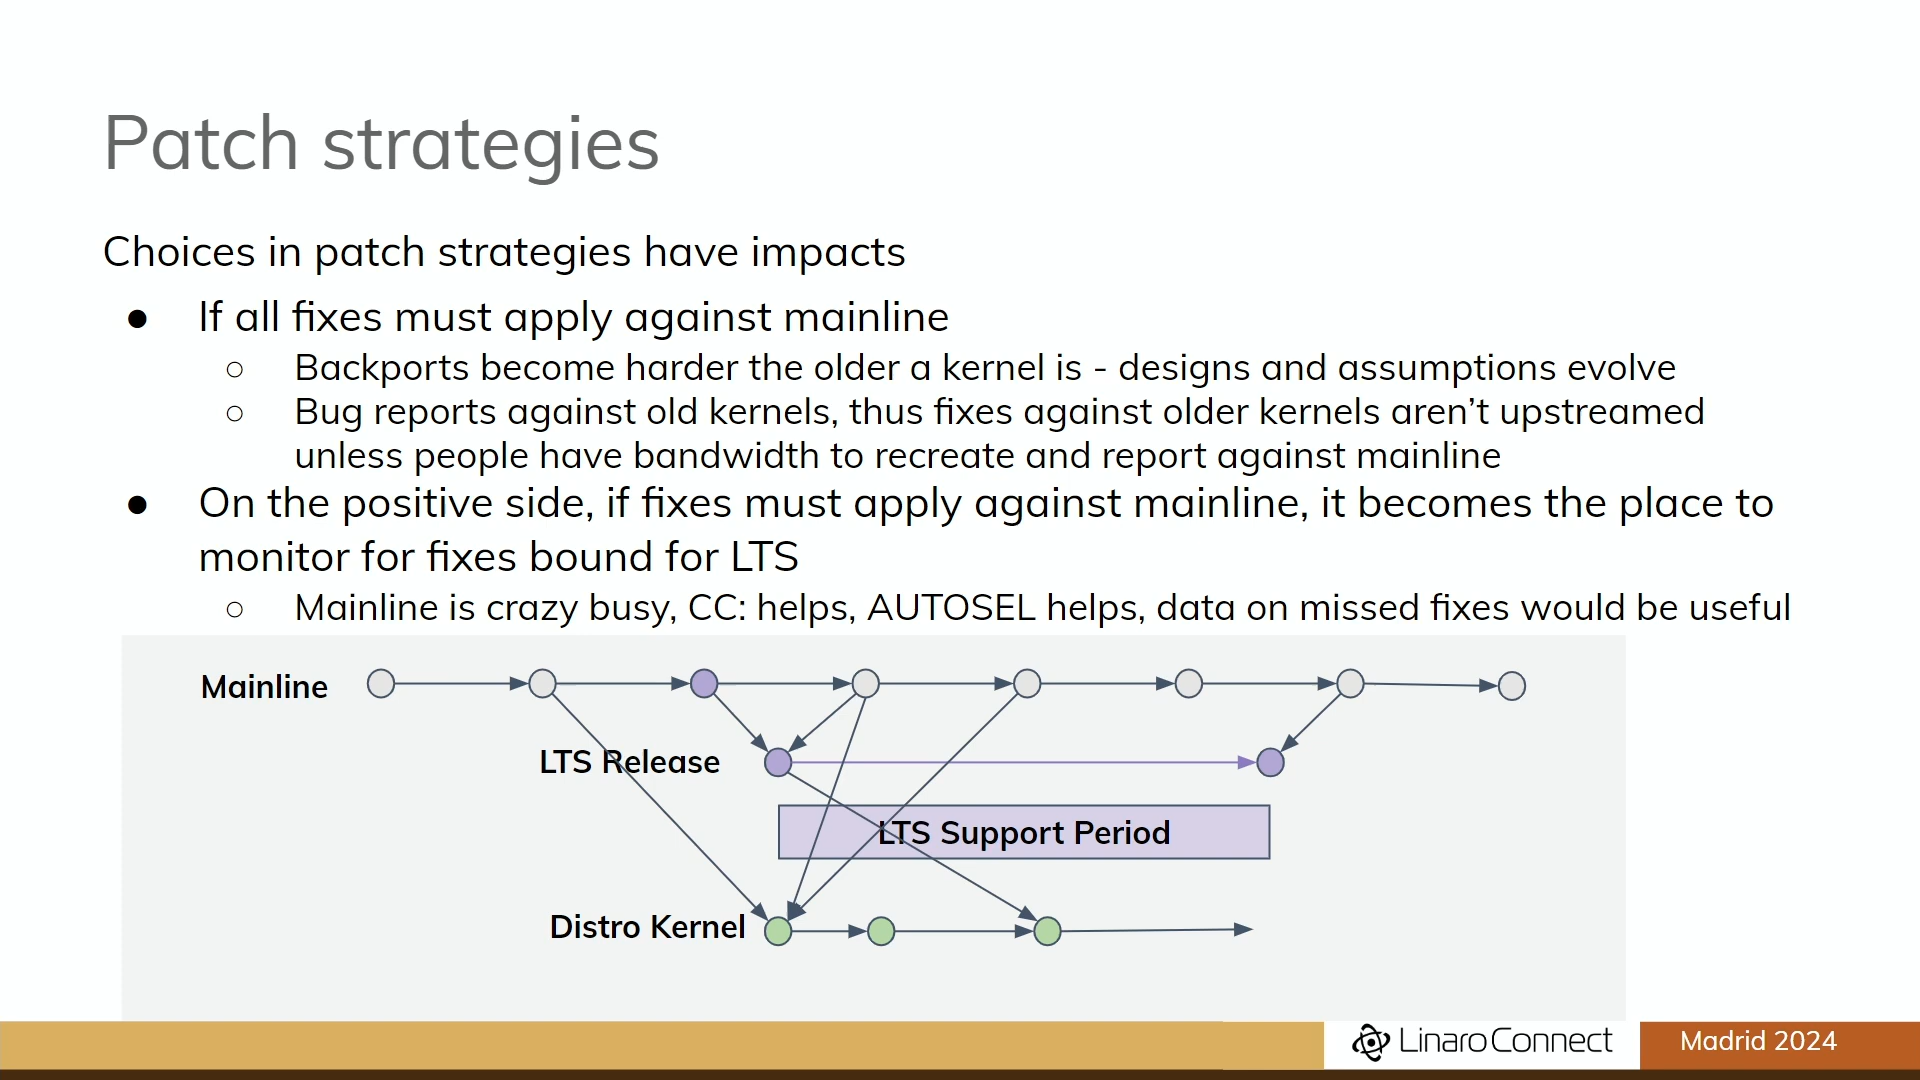 Patch strategies
Choices in patch strategies have impacts
● If all fixes must apply against mainline
○ Backports become harder the older a kernel is - designs and assumptions evolve
○ Bug reports against old kernels, thus fixes against older kernels aren’t upstreamed
unless people have bandwidth to recreate and report against mainline
● On the positive side, if fixes must apply against mainline, it becomes the place to
monitor for fixes bound for LTS
○ Mainline is crazy busy, CC: helps, AUTOSEL helps, data on missed fixes would be useful
Mainline
LTS Release
LTS Support Period
Distro Kernel
Linaro Connect
Madrid 2024